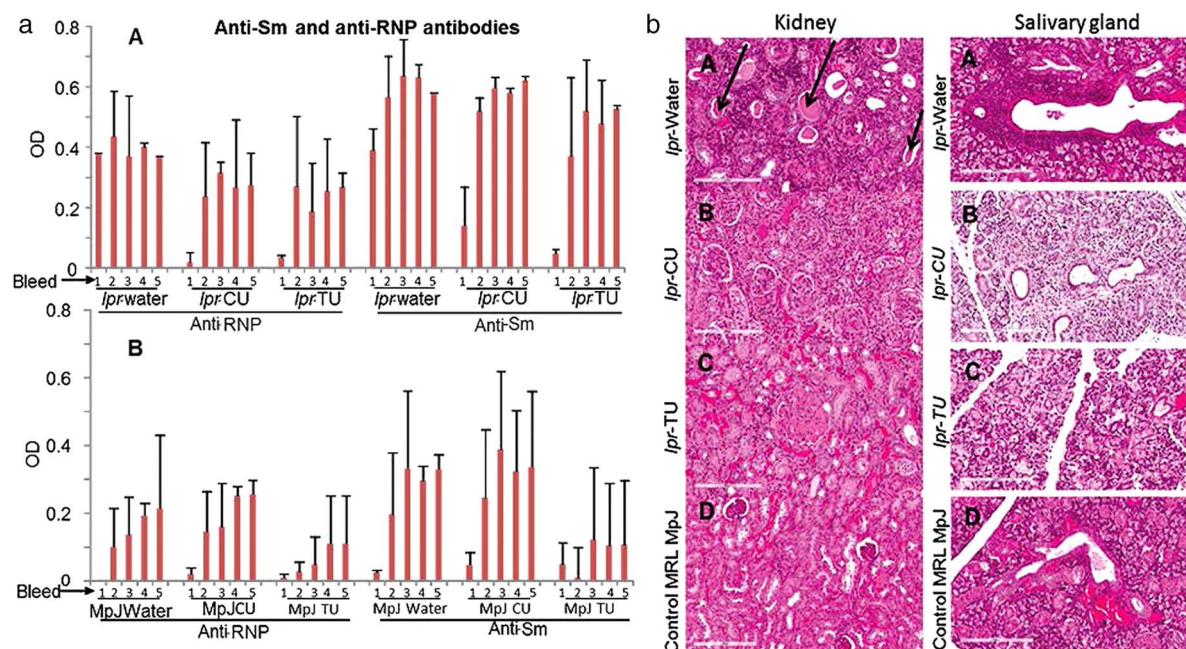 a
Anti-Sm and anti-RNP antibodies
A
0.8
0.6
0.4
0.2
0
OD
Bleed
1 2 3 4 5 1 2 3 4 5 1 2 3 4 5 1 2 3 4 5 1 2 3 4 5 1 2 3 4 5
lpr-water lpr-CU lpr-TU lpr-water lpr-CU lpr-TU
Anti-RNP Anti-Sm
B
0.8
0.6
0.4
0.2
0
OD
Bleed
1 2 3 4 5 1 2 3 4 5 1 2 3 4 5 1 2 3 4 5 1 2 3 4 5 1 2 3 4 5
MpJWater MpJCU MpJ TU MpJ Water MpJ CU MpJ TU
Anti-RNP Anti-Sm
b
Kidney Salivary gland
lpr-Water A lpr-Water A
lpr-CU B lpr-CU B
lpr-TU C lpr-TU C
Control MRL MpJ D Control MRL MpJ D